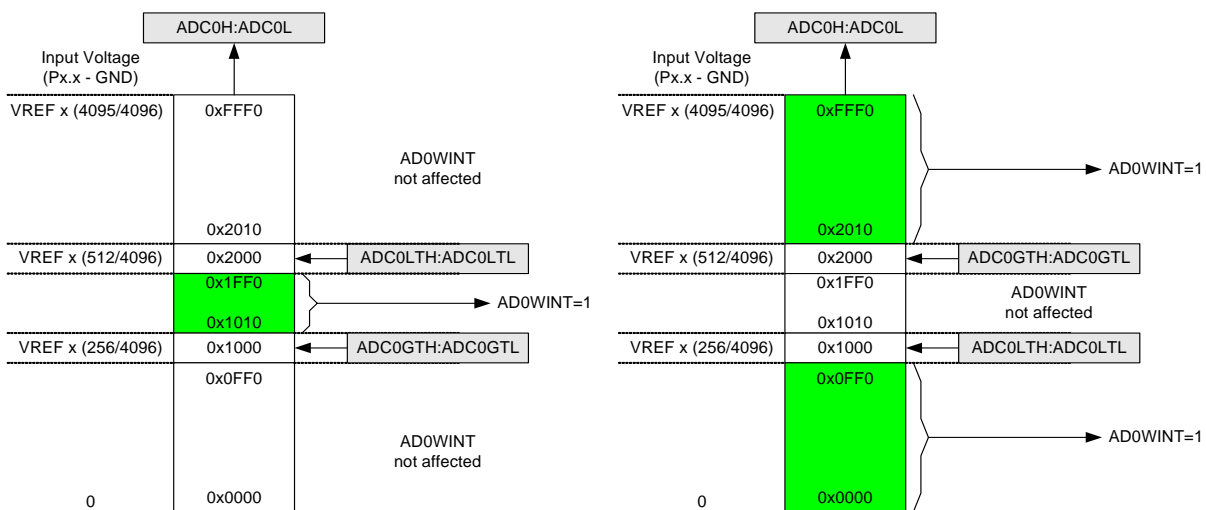 ADC0H:ADC0L
Input Voltage
(Px.x - GND)
VREF x (4095/4096)
0xFFF0
AD0WINT
not affected
0x2010
VREF x (512/4096)
0x2000
ADC0LTH:ADC0LTL
0x1FF0
AD0WINT=1
0x1010
VREF x (256/4096)
0x1000
ADC0GTH:ADC0GTL
0x0FF0
AD0WINT
not affected
0
0x0000
ADC0H:ADC0L
Input Voltage
(Px.x - GND)
VREF x (4095/4096)
0xFFF0
AD0WINT=1
0x2010
VREF x (512/4096)
0x2000
ADC0GTH:ADC0GTL
0x1FF0
AD0WINT
not affected
0x1010
VREF x (256/4096)
0x1000
ADC0LTH:ADC0LTL
0x0FF0
AD0WINT=1
0
0x0000